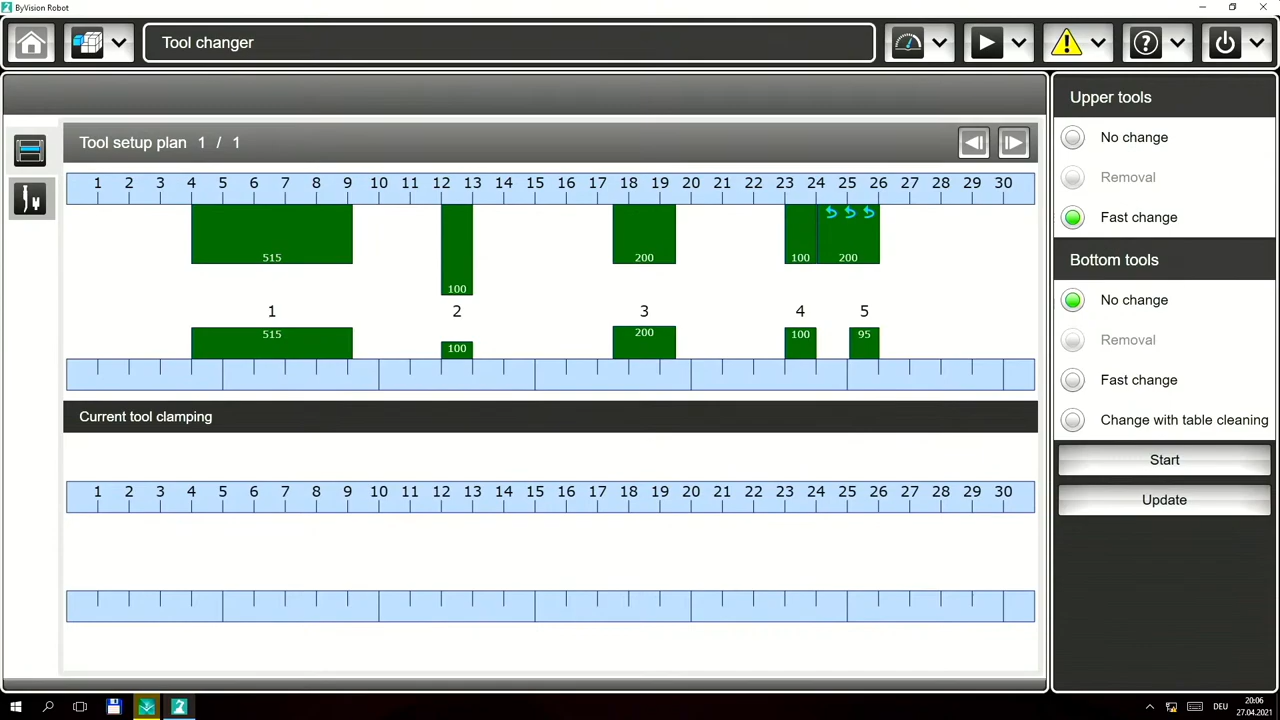 ByVision Robot
Tool changer
Tool setup plan 1 / 1
1 2 3 4 5 6 7 8 9 10 11 12 13 14 15 16 17 18 19 20 21 22 23 24 25 26 27 28 29 30
515 100 200 100 200
1 2 3 4 5
515 100 200 100 95
Current tool clamping
1 2 3 4 5 6 7 8 9 10 11 12 13 14 15 16 17 18 19 20 21 22 23 24 25 26 27 28 29 30
Upper tools
No change
Removal
Fast change
Bottom tools
No change
Removal
Fast change
Change with table cleaning
Start
Update
DEU
20:06
27.04.2021